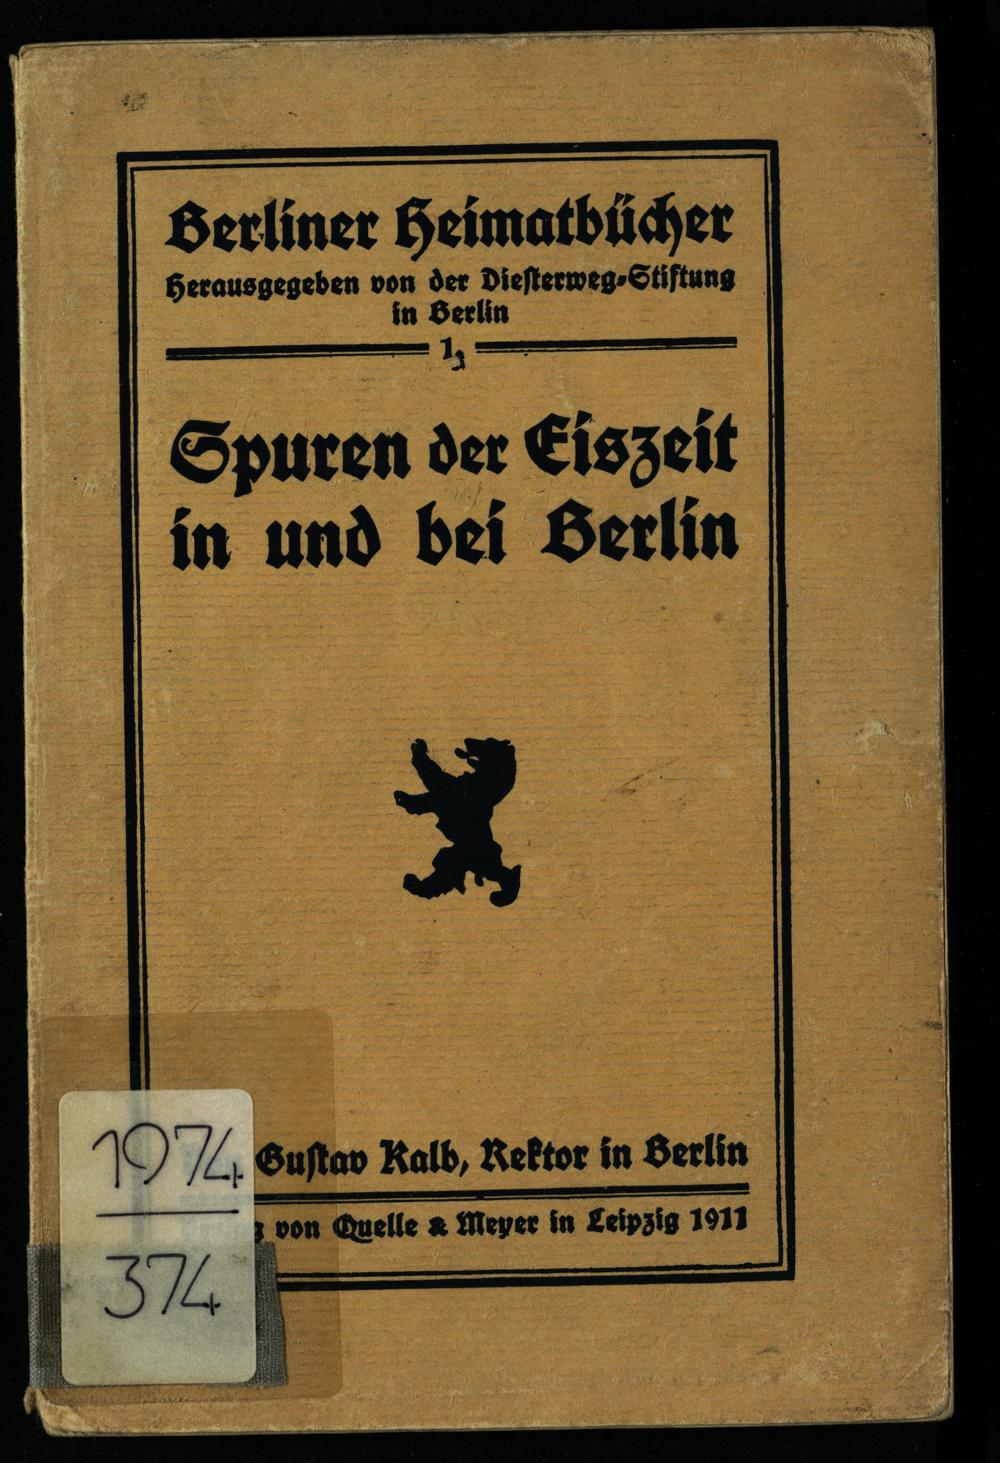 Berliner Heimatbücher
Herausgegeben von der Diesterweg-Stiftung
in Berlin
1
Spuren der Eiszeit
in und bei Berlin
Gustav Kalb, Rektor in Berlin
von Quelle & Meyer in Leipzig 1911
1974
374